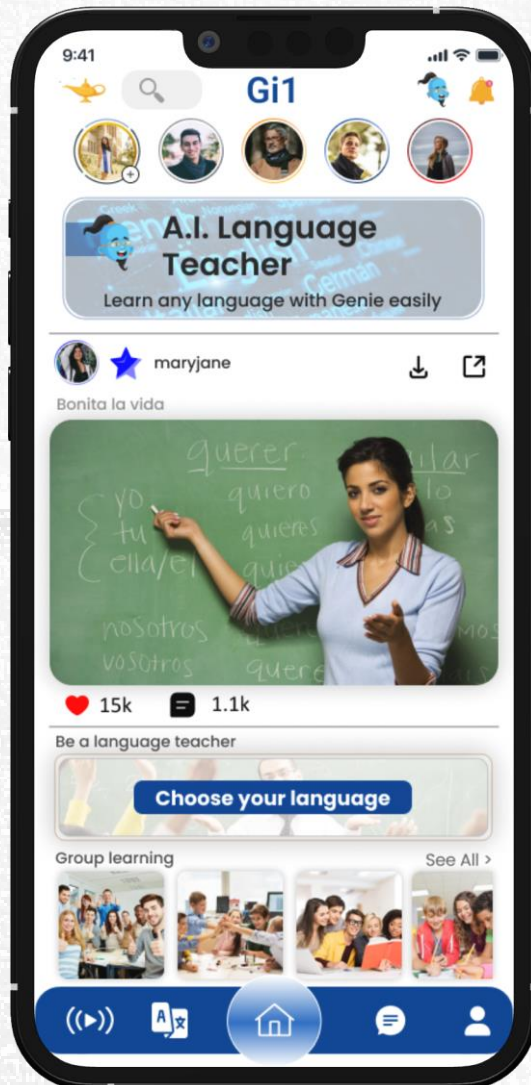 9:41
Gi1
A.I. Language
Teacher
Learn any language with Genie easily
maryjane
Bonita la vida
querer
yo quiero
tu quieres
ella/el
nosotros
vosotros
15k
1.1k
Be a language teacher
Choose your language
Group learning
See All >